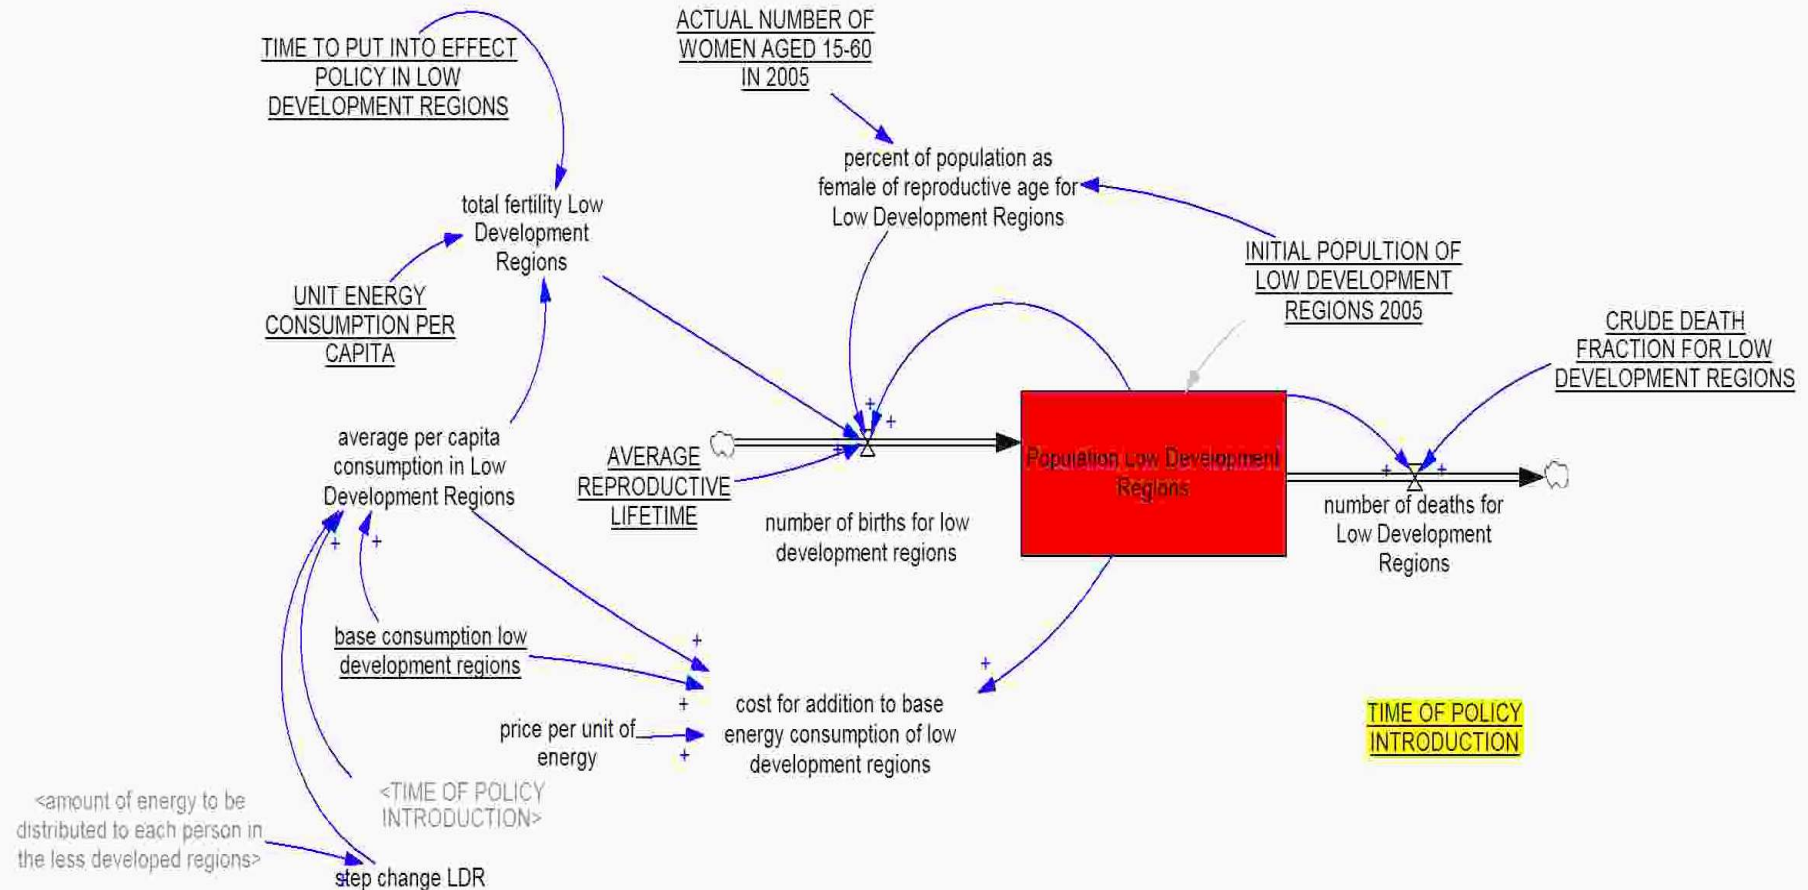 TIME TO PUT INTO EFFECT
POLICY IN LOW
DEVELOPMENT REGIONS
ACTUAL NUMBER OF
WOMEN AGED 15-60
IN 2005
percent of population as
female of reproductive age for
Low Development Regions
total fertility Low
Development
Regions
INITIAL POPULTION OF
LOW DEVELOPMENT
REGIONS 2005
UNIT ENERGY
CONSUMPTION PER
CAPITA
CRUDE DEATH
FRACTION FOR LOW
DEVELOPMENT REGIONS
average per capita
consumption in Low
Development Regions
AVERAGE
REPRODUCTIVE
LIFETIME
Population Low Development
Regions
number of births for low
development regions
number of deaths for
Low Development
Regions
base consumption low
development regions
cost for addition to base
energy consumption of low
development regions
price per unit of
energy
TIME OF POLICY
INTRODUCTION
<TIME OF POLICY
INTRODUCTION>
<amount of energy to be
distributed to each person in
the less developed regions>
step change LDR